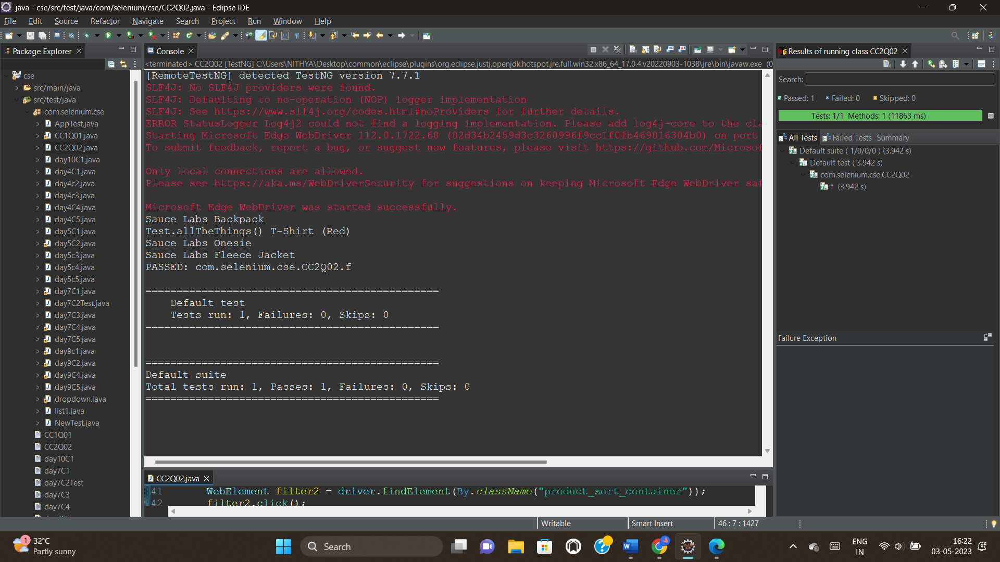 java - cse/src/test/java/com/selenium/cse/CC2Q02.java - Eclipse IDE
File Edit Source Refactor Navigate Search Project Run Window Help
Package Explorer
cse
src/main/java
src/test/java
com.selenium.cse
AppTest.java
CC1Q01.java
CC2Q02.java
day10C1.java
day4C1.java
day4c2.java
day4c3.java
day4C4.java
day4C5.java
day5C1.java
day5C2.java
day5c3.java
day5c4.java
day5c5.java
day7C1.java
day7C2Test.java
day7C3.java
day7C4.java
day7C5.java
day9c1.java
day9C2.java
day9C4.java
day9C5.java
dropdown.java
list1.java
NewTest.java
CC1Q01
CC2Q02
day10C1
day7C1
day7C2Test
day7C3
day7C4
Console
<terminated> CC2Q02 [TestNG] C:\Users\NITHYA\Desktop\common\eclipse\plugins\org.eclipse.justj.openjdk.hotspot.jre.full.win32.x86_64_17.0.4.v20220903-1038\jre\bin\javaw.exe (0
[RemoteTestNG] detected TestNG version 7.7.1
SLF4J: No SLF4J providers were found.
SLF4J: Defaulting to no-operation (NOP) logger implementation
SLF4J: See https://www.slf4j.org/codes.html#noProviders for further details.
ERROR StatusLogger Log4j2 could not find a logging implementation. Please add log4j-core to the cla
Starting Microsoft Edge WebDriver 112.0.1722.68 (82d34b2459d3c3260996f9cc1f0fb469816304b0) on port
To submit feedback, report a bug, or suggest new features, please visit https://github.com/Microsof
Only local connections are allowed.
Please see https://aka.ms/WebDriverSecurity for suggestions on keeping Microsoft Edge WebDriver saf
Microsoft Edge WebDriver was started successfully.
Sauce Labs Backpack
Test.allTheThings() T-Shirt (Red)
Sauce Labs Onesie
Sauce Labs Fleece Jacket
PASSED: com.selenium.cse.CC2Q02.f
===============================================
Default test
Tests run: 1, Failures: 0, Skips: 0
===============================================
===============================================
Default suite
Total tests run: 1, Passes: 1, Failures: 0, Skips: 0
===============================================
CC2Q02.java
41 WebElement filter2 = driver.findElement(By.className("product_sort_container"));
42 filter2.click();
Results of running class CC2Q02
Search:
Passed: 1 Failed: 0 Skipped: 0
Tests: 1/1 Methods: 1 (11863 ms)
All Tests Failed Tests Summary
Default suite ( 1/0/0/0 ) (3.942 s)
Default test ( 3.942 s)
com.selenium.cse.CC2Q02
f (3.942 s)
Failure Exception
Writable Smart Insert 46 : 7 : 1427
1
32°C
Partly sunny
Search
ENG
IN
16:22
03-05-2023